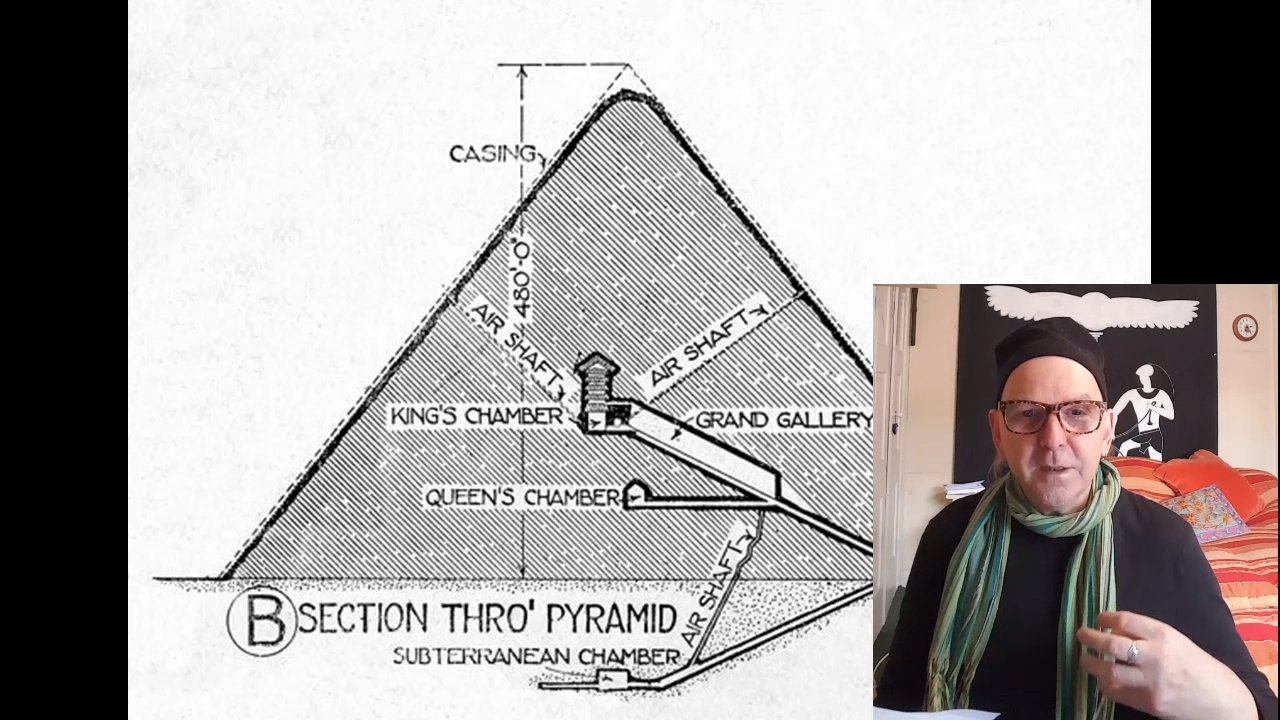 CASING
480'-0"
AIR SHAFT
AIR SHAFT
KING'S CHAMBER
GRAND GALLERY
QUEEN'S CHAMBER
AIR SHAFT
B SECTION THRO' PYRAMID
SUBTERRANEAN CHAMBER